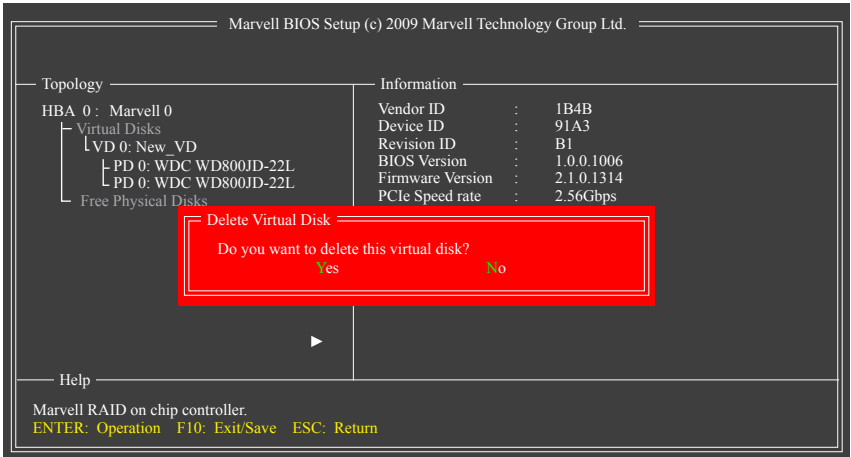 Marvell BIOS Setup (c) 2009 Marvell Technology Group Ltd.
Topology
HBA 0 : Marvell 0
Virtual Disks
VD 0: New_VD
PD 0: WDC WD800JD-22L
PD 0: WDC WD800JD-22L
Free Physical Disks
Information
Vendor ID : 1B4B
Device ID : 91A3
Revision ID : B1
BIOS Version : 1.0.0.1006
Firmware Version : 2.1.0.1314
PCIe Speed rate : 2.56Gbps
Delete Virtual Disk
Do you want to delete this virtual disk?
Yes No
Help
Marvell RAID on chip controller.
ENTER: Operation F10: Exit/Save ESC: Return